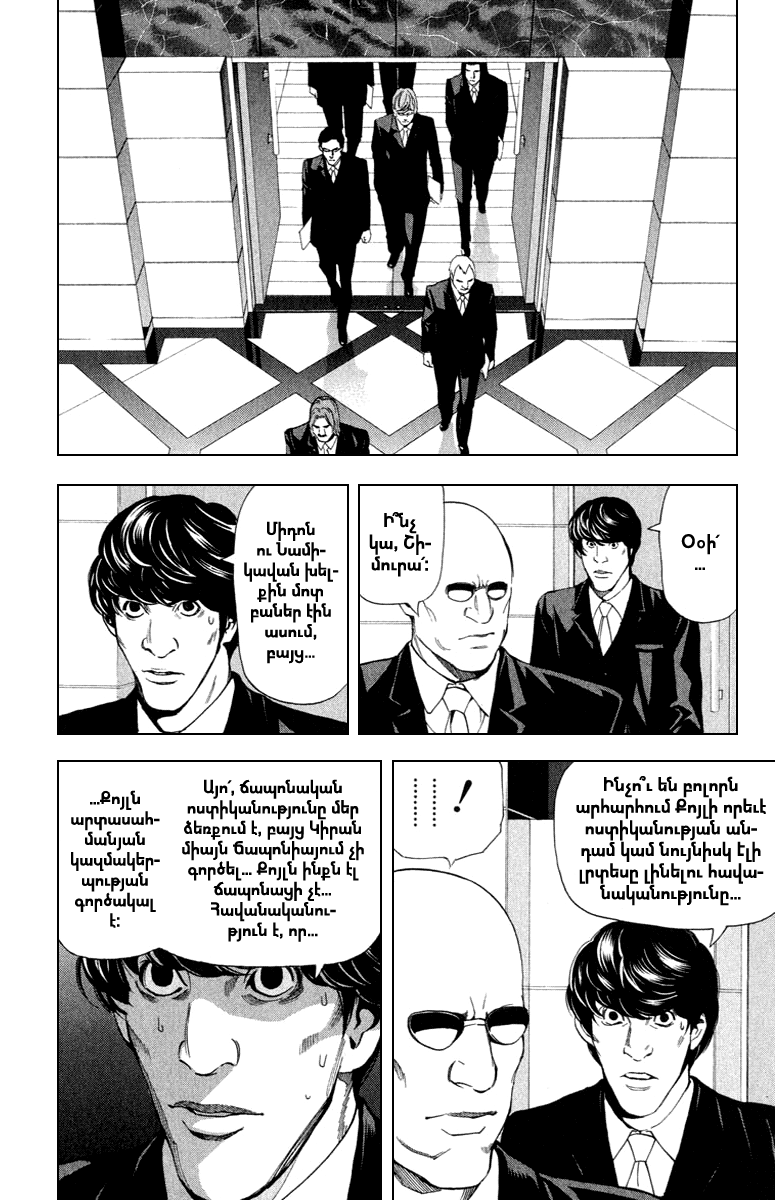 Օօի՛
...
Ի՞նչ
կա, Շի-
մուրա՛:
Միդոն
ու Նամի-
կավան խել-
քին մոտ
բաներ էին
ասում,
բայց...
Ինչո՞ւ են բոլորն
արհարհում Քոյլի որեւէ
ոստիկանության ան-
դամ կամ նույնիսկ Էլի
լրտեսը լինելու հավա-
նականությունը...
!
Այո՛, ճապոնական
ոստիկանությունը մեր
ձեռքում է, բայց Կիրան
միայն Ճապոնիայում չի
գործել... Քոյլն ինքն էլ
ճապոնացի չէ...
Հավանականու-
թյուն է, որ...
...Քոյլն
արտասահ-
մանյան
կազմակեր-
պության
գործակալ
է: